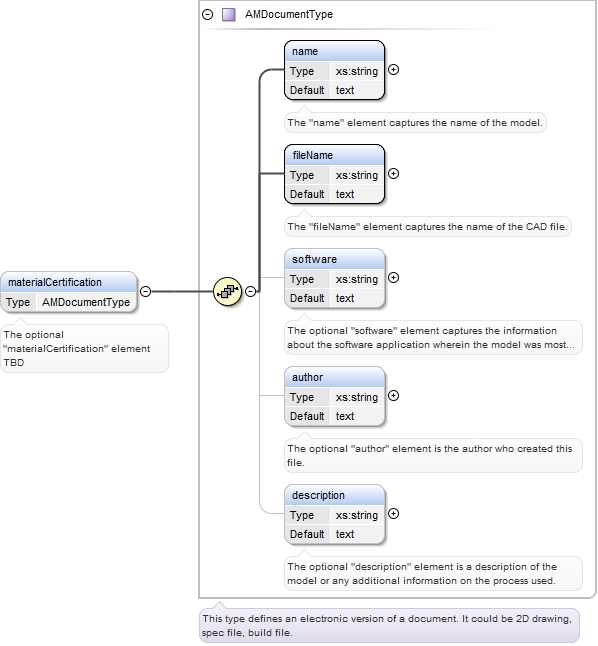 AMDocumentType
name
Type xs:string
Default text
The "name" element captures the name of the model.
fileName
Type xs:string
Default text
The "fileName" element captures the name of the CAD file.
software
Type xs:string
Default text
The optional "software" element captures the information
about the software application wherein the model was most...
materialCertification
Type AMDocumentType
The optional
"materialCertification" element
TBD
author
Type xs:string
Default text
The optional "author" element is the author who created this
file.
description
Type xs:string
Default text
The optional "description" element is a description of the
model or any additional information on the process used.
This type defines an electronic version of a document. It could be 2D drawing,
spec file, build file.